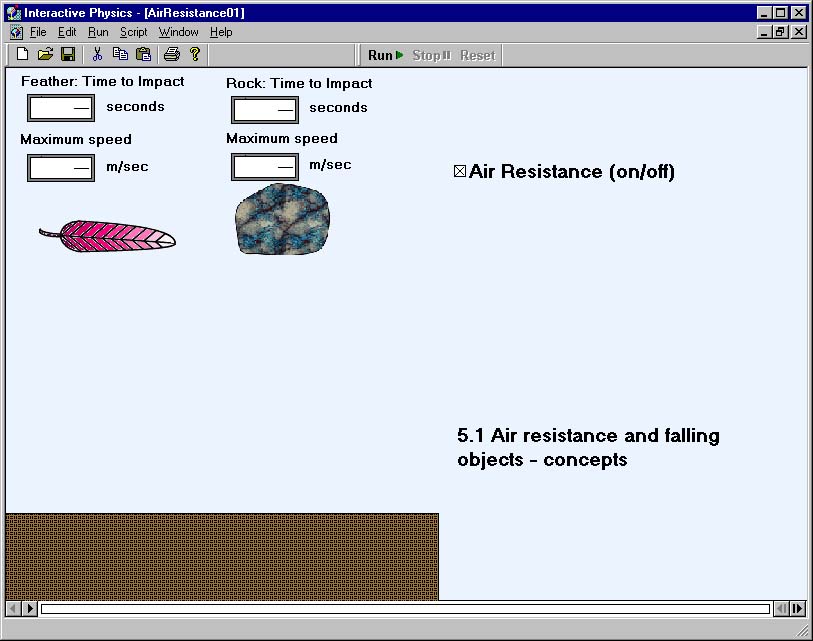 Interactive Physics - [AirResistance01]
File Edit Run Script Window Help
Run Stop Reset
Feather: Time to Impact
Rock: Time to Impact
— seconds
— seconds
Maximum speed
Maximum speed
— m/sec
— m/sec
Air Resistance (on/off)
5.1 Air resistance and falling
objects - concepts